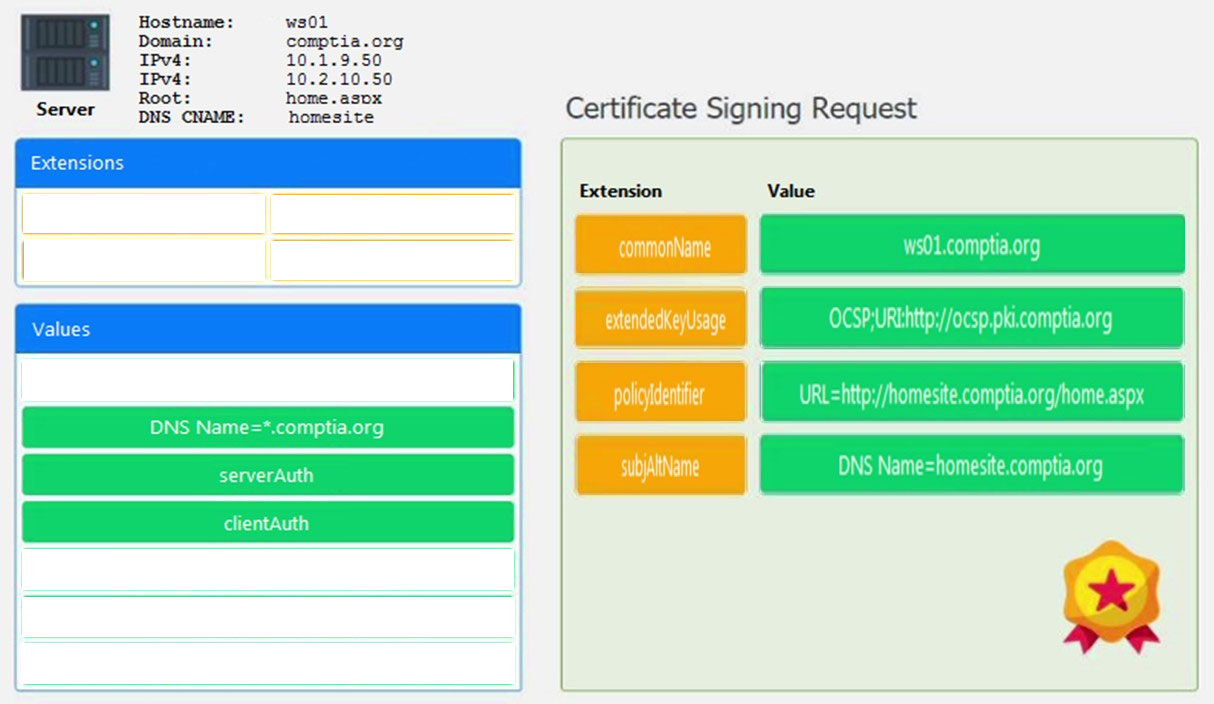 Hostname: ws01
Domain: comptia.org
IPv4: 10.1.9.50
IPv4: 10.2.10.50
Root: home.aspx
DNS CNAME: homesite
Server
Certificate Signing Request
Extensions
Values
DNS Name=*.comptia.org
serverAuth
clientAuth
Extension Value
commonName ws01.comptia.org
extendedKeyUsage OCSP;URI:http://ocsp.pki.comptia.org
policyIdentifier URL=http://homesite.comptia.org/home.aspx
subjAltName DNS Name=homesite.comptia.org